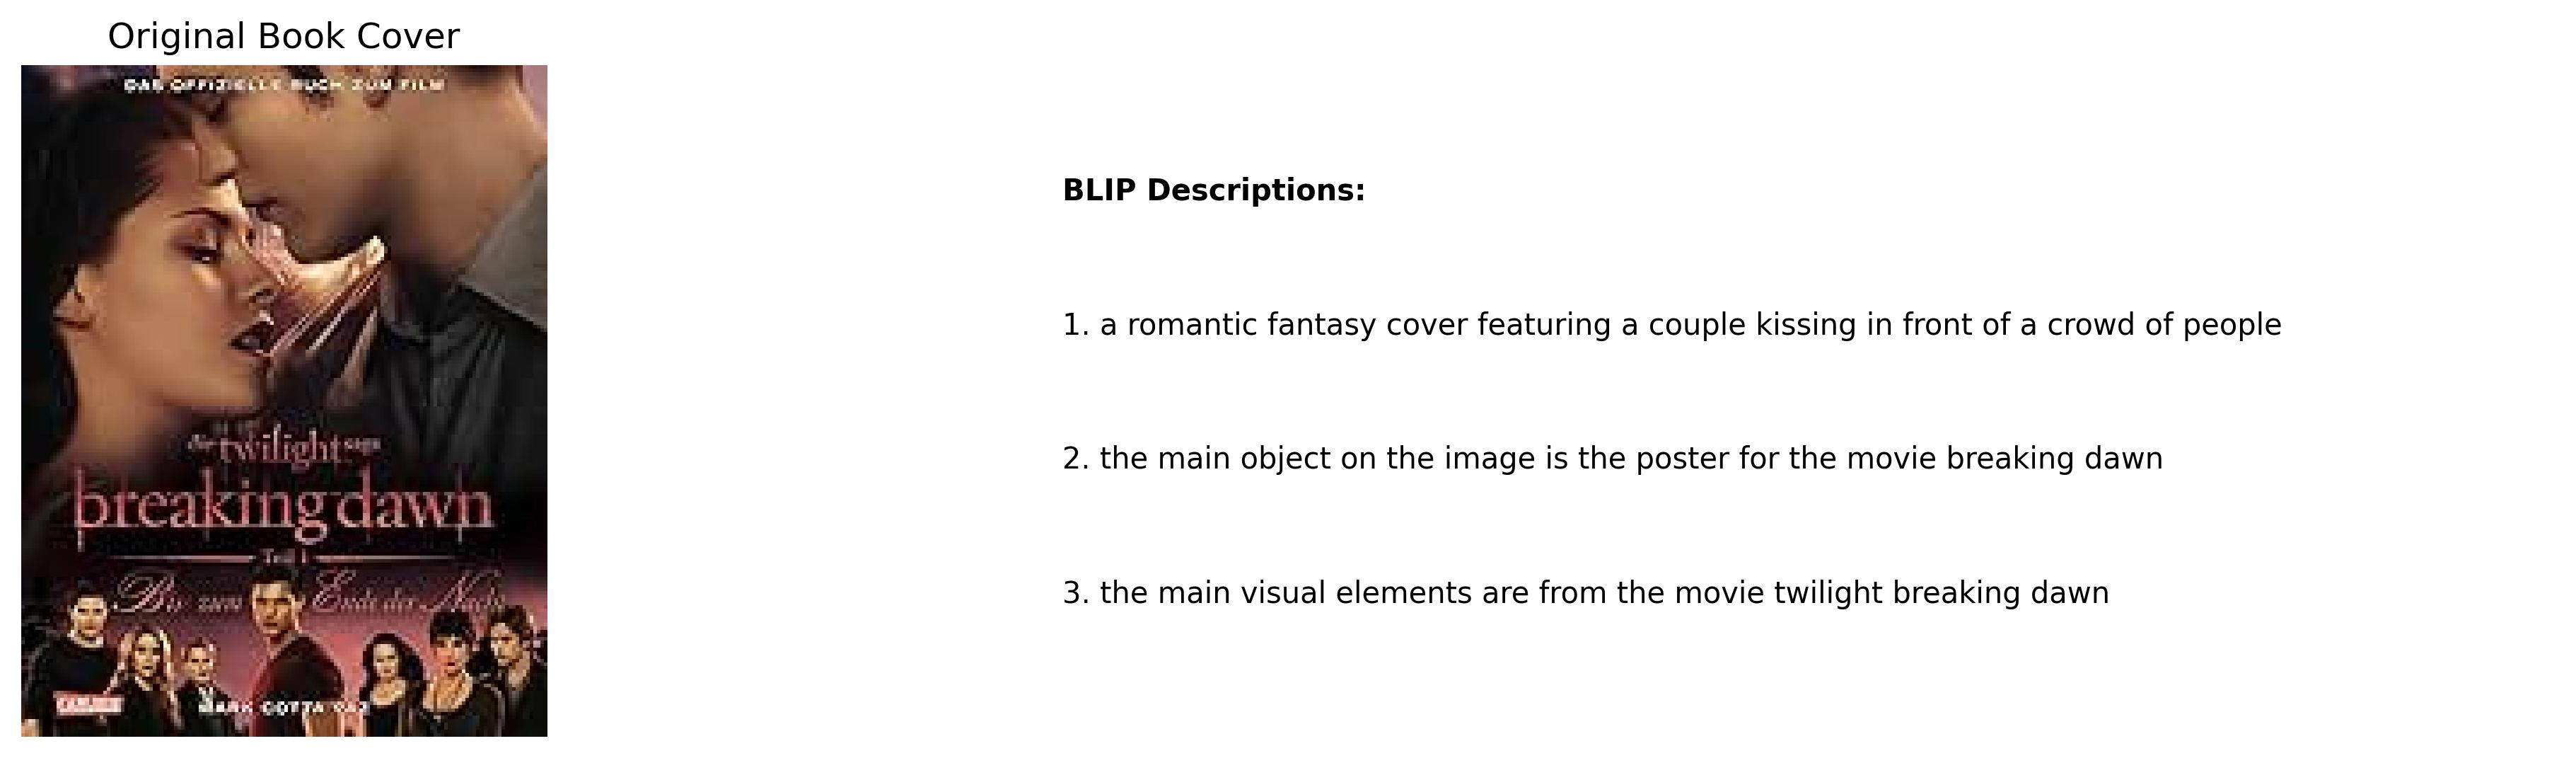 Original Book Cover
DAS OFFIZIELLE BUCH ZUM FILM
die twilight saga
breaking dawn
Teil 1
Bis zum Ende der Nacht
CARLSEN
MARK COTTA VAZ
BLIP Descriptions:
1. a romantic fantasy cover featuring a couple kissing in front of a crowd of people
2. the main object on the image is the poster for the movie breaking dawn
3. the main visual elements are from the movie twilight breaking dawn